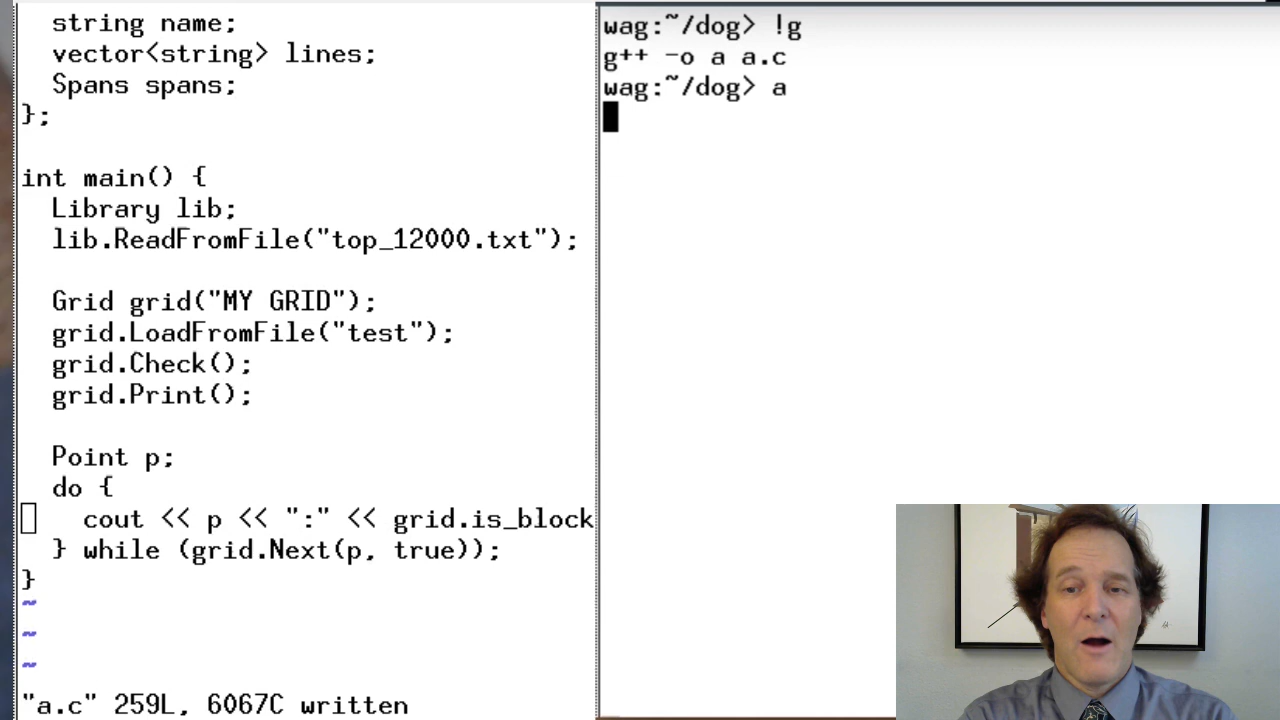 string name;
vector<string> lines;
Spans spans;
};
int main() {
Library lib;
lib.ReadFromFile("top_12000.txt");
Grid grid("MY GRID");
grid.LoadFromFile("test");
grid.Check();
grid.Print();
Point p;
do {
cout << p << ":" << grid.is_block
} while (grid.Next(p, true));
}
~
~
~
"a.c" 259L, 6067C written
wag:~/dog> !g
g++ -o a a.c
wag:~/dog> a